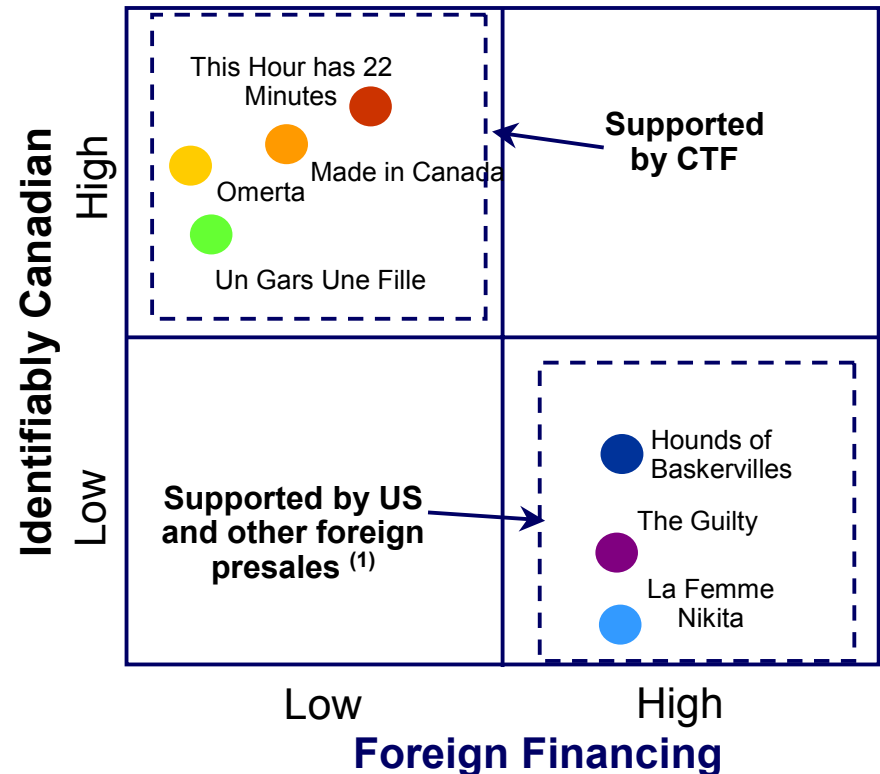 Identifiably Canadian
High
Low
This Hour has 22
Minutes
Made in Canada
Omerta
Un Gars Une Fille
Supported
by CTF
Supported by US
and other foreign
presales (1)
Hounds of
Baskervilles
The Guilty
La Femme
Nikita
Low
High
Foreign Financing